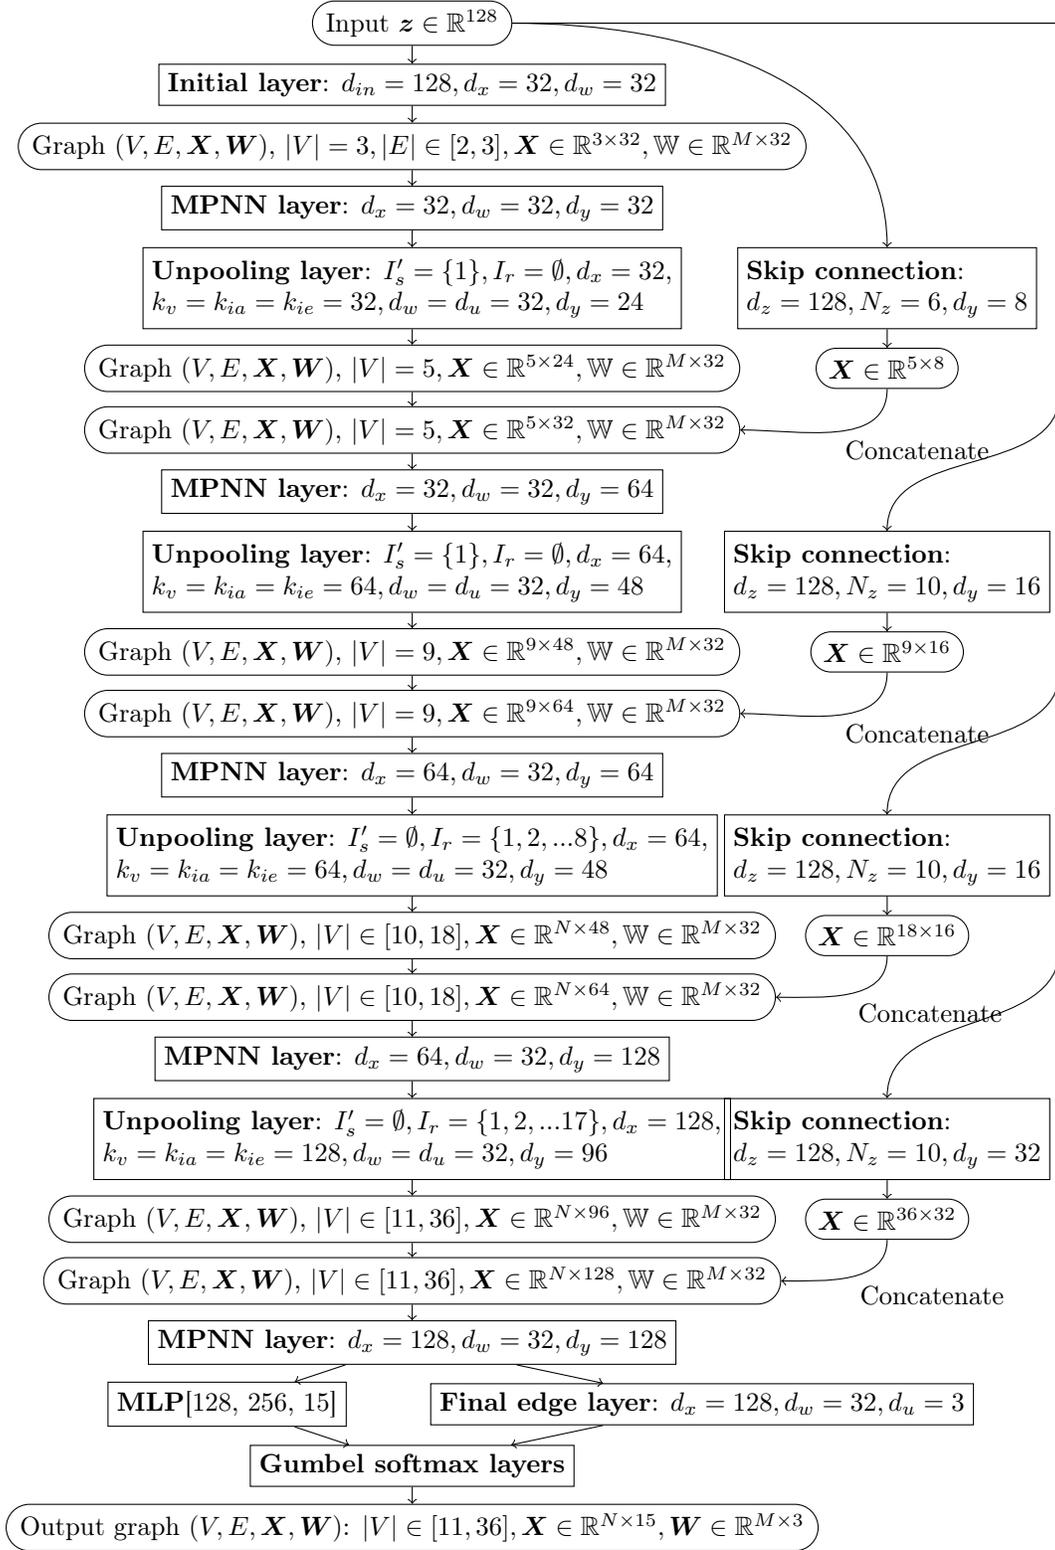 Input z ∈ ℝ^128
Initial layer: d_in = 128, d_x = 32, d_w = 32
Graph (V, E, X, W), |V| = 3, |E| ∈ [2, 3], X ∈ ℝ^{3×32}, 𝕎 ∈ ℝ^{M×32}
MPNN layer: d_x = 32, d_w = 32, d_y = 32
Unpooling layer: I'_s = {1}, I_r = ∅, d_x = 32,
k_v = k_ia = k_ie = 32, d_w = d_u = 32, d_y = 24
Skip connection:
d_z = 128, N_z = 6, d_y = 8
Graph (V, E, X, W), |V| = 5, X ∈ ℝ^{5×24}, 𝕎 ∈ ℝ^{M×32}
X ∈ ℝ^{5×8}
Graph (V, E, X, W), |V| = 5, X ∈ ℝ^{5×32}, 𝕎 ∈ ℝ^{M×32}
Concatenate
MPNN layer: d_x = 32, d_w = 32, d_y = 64
Unpooling layer: I'_s = {1}, I_r = ∅, d_x = 64,
k_v = k_ia = k_ie = 64, d_w = d_u = 32, d_y = 48
Skip connection:
d_z = 128, N_z = 10, d_y = 16
Graph (V, E, X, W), |V| = 9, X ∈ ℝ^{9×48}, 𝕎 ∈ ℝ^{M×32}
X ∈ ℝ^{9×16}
Graph (V, E, X, W), |V| = 9, X ∈ ℝ^{9×64}, 𝕎 ∈ ℝ^{M×32}
Concatenate
MPNN layer: d_x = 64, d_w = 32, d_y = 64
Unpooling layer: I'_s = ∅, I_r = {1, 2, ...8}, d_x = 64,
k_v = k_ia = k_ie = 64, d_w = d_u = 32, d_y = 48
Skip connection:
d_z = 128, N_z = 10, d_y = 16
Graph (V, E, X, W), |V| ∈ [10, 18], X ∈ ℝ^{N×48}, 𝕎 ∈ ℝ^{M×32}
X ∈ ℝ^{18×16}
Graph (V, E, X, W), |V| ∈ [10, 18], X ∈ ℝ^{N×64}, 𝕎 ∈ ℝ^{M×32}
Concatenate
MPNN layer: d_x = 64, d_w = 32, d_y = 128
Unpooling layer: I'_s = ∅, I_r = {1, 2, ...17}, d_x = 128,
k_v = k_ia = k_ie = 128, d_w = d_u = 32, d_y = 96
Skip connection:
d_z = 128, N_z = 10, d_y = 32
Graph (V, E, X, W), |V| ∈ [11, 36], X ∈ ℝ^{N×96}, 𝕎 ∈ ℝ^{M×32}
X ∈ ℝ^{36×32}
Graph (V, E, X, W), |V| ∈ [11, 36], X ∈ ℝ^{N×128}, 𝕎 ∈ ℝ^{M×32}
Concatenate
MPNN layer: d_x = 128, d_w = 32, d_y = 128
MLP[128, 256, 15]
Final edge layer: d_x = 128, d_w = 32, d_u = 3
Gumbel softmax layers
Output graph (V, E, X, W): |V| ∈ [11, 36], X ∈ ℝ^{N×15}, W ∈ ℝ^{M×3}